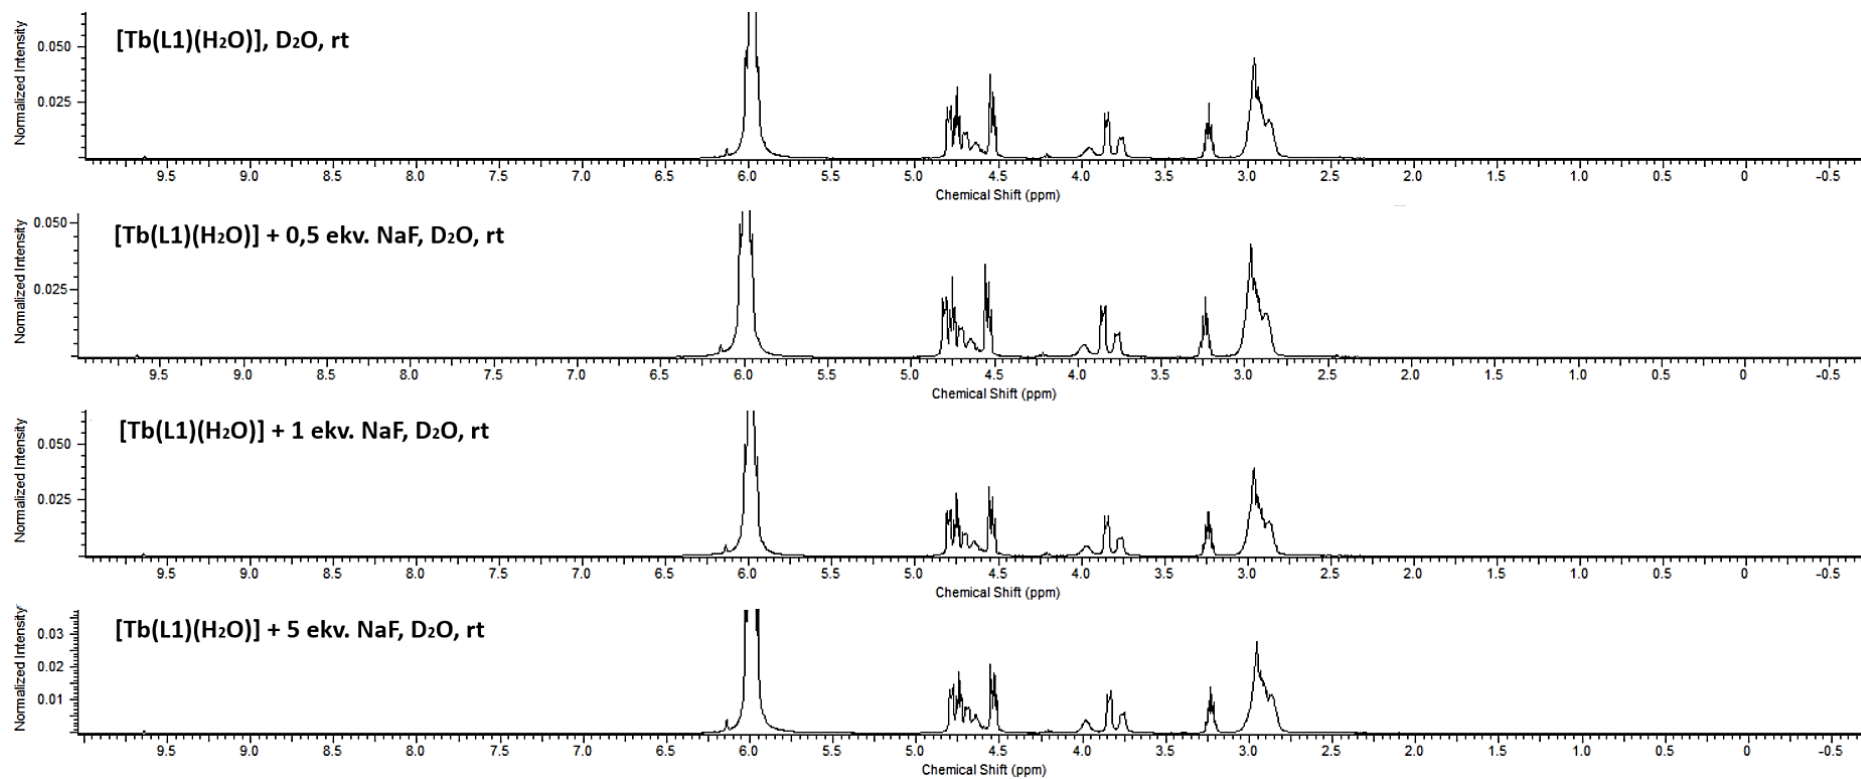 [Tb(L1)(H2O)], D2O, rt
Normalized Intensity
0.050
0.025
9.5 9.0 8.5 8.0 7.5 7.0 6.5 6.0 5.5 5.0 4.5 4.0 3.5 3.0 2.5 2.0 1.5 1.0 0.5 0 -0.5
Chemical Shift (ppm)
[Tb(L1)(H2O)] + 0,5 ekv. NaF, D2O, rt
Normalized Intensity
0.050
0.025
9.5 9.0 8.5 8.0 7.5 7.0 6.5 6.0 5.5 5.0 4.5 4.0 3.5 3.0 2.5 2.0 1.5 1.0 0.5 0 -0.5
Chemical Shift (ppm)
[Tb(L1)(H2O)] + 1 ekv. NaF, D2O, rt
Normalized Intensity
0.050
0.025
9.5 9.0 8.5 8.0 7.5 7.0 6.5 6.0 5.5 5.0 4.5 4.0 3.5 3.0 2.5 2.0 1.5 1.0 0.5 0 -0.5
Chemical Shift (ppm)
[Tb(L1)(H2O)] + 5 ekv. NaF, D2O, rt
Normalized Intensity
0.03
0.02
0.01
9.5 9.0 8.5 8.0 7.5 7.0 6.5 6.0 5.5 5.0 4.5 4.0 3.5 3.0 2.5 2.0 1.5 1.0 0.5 0 -0.5
Chemical Shift (ppm)